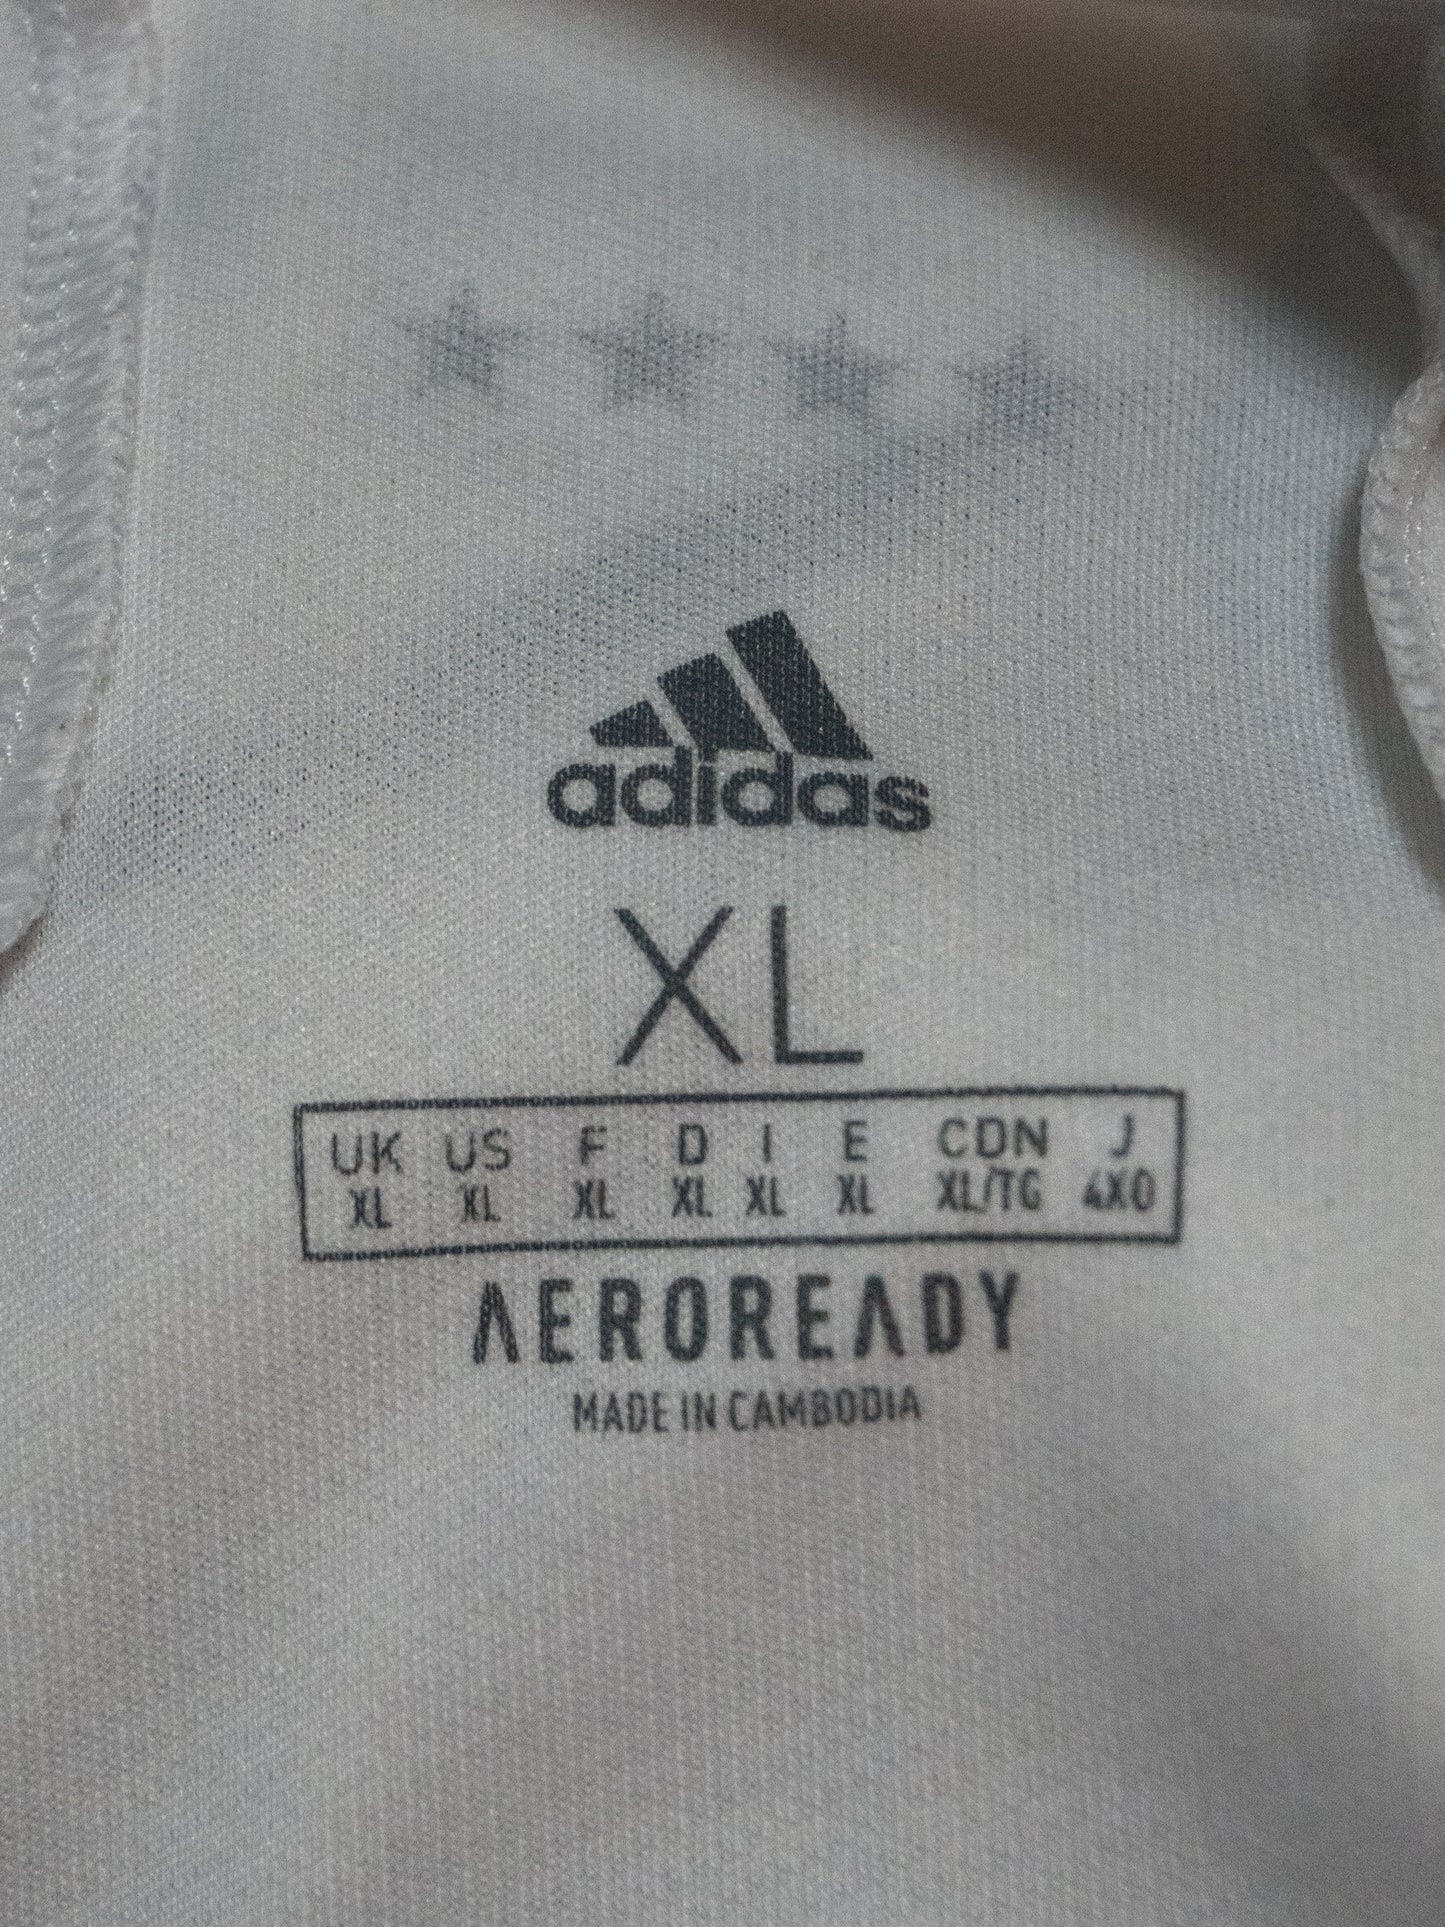 adidas
XL
UK US F D I E CDN J
XL XL XL XL XL XL XL/TG 4XO
AEROREADY
MADE IN CAMBODIA